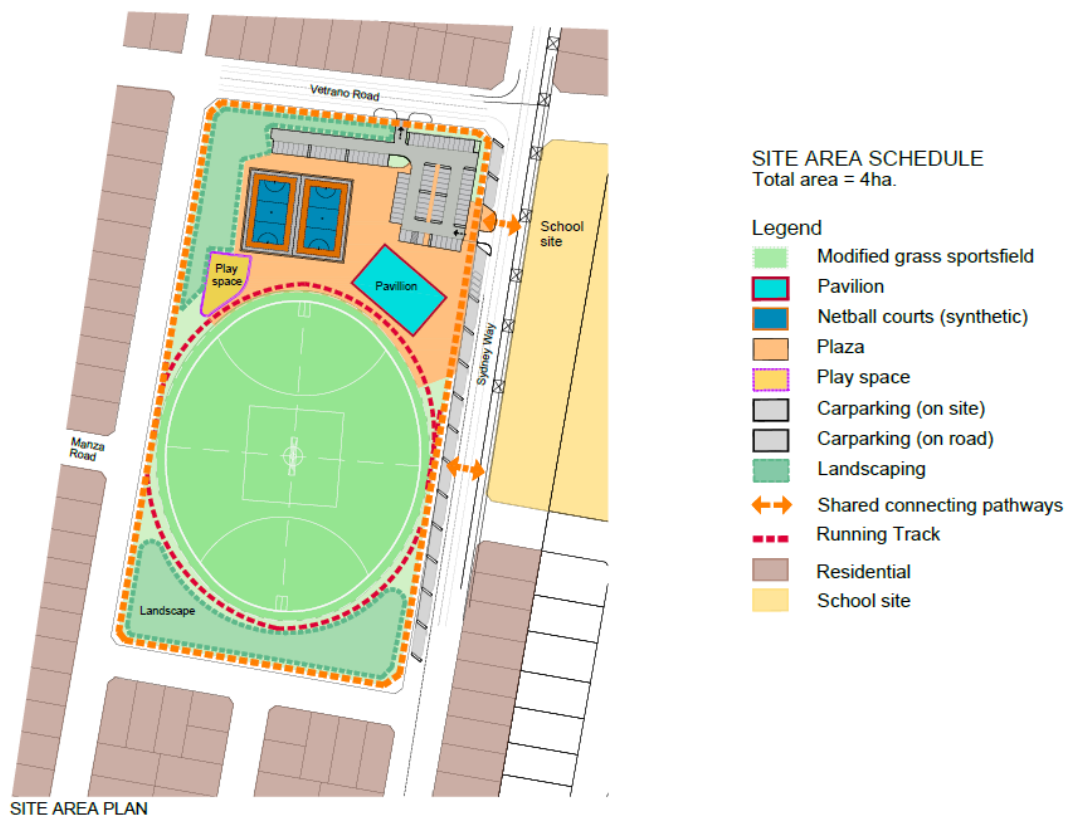 Vetrano Road
School
site
Play
space
Pavilion
Sydney Way
Manza
Road
Landscape
SITE AREA PLAN
SITE AREA SCHEDULE
Total area = 4ha.
Legend
Modified grass sportsfield
Pavilion
Netball courts (synthetic)
Plaza
Play space
Carparking (on site)
Carparking (on road)
Landscaping
Shared connecting pathways
Running Track
Residential
School site